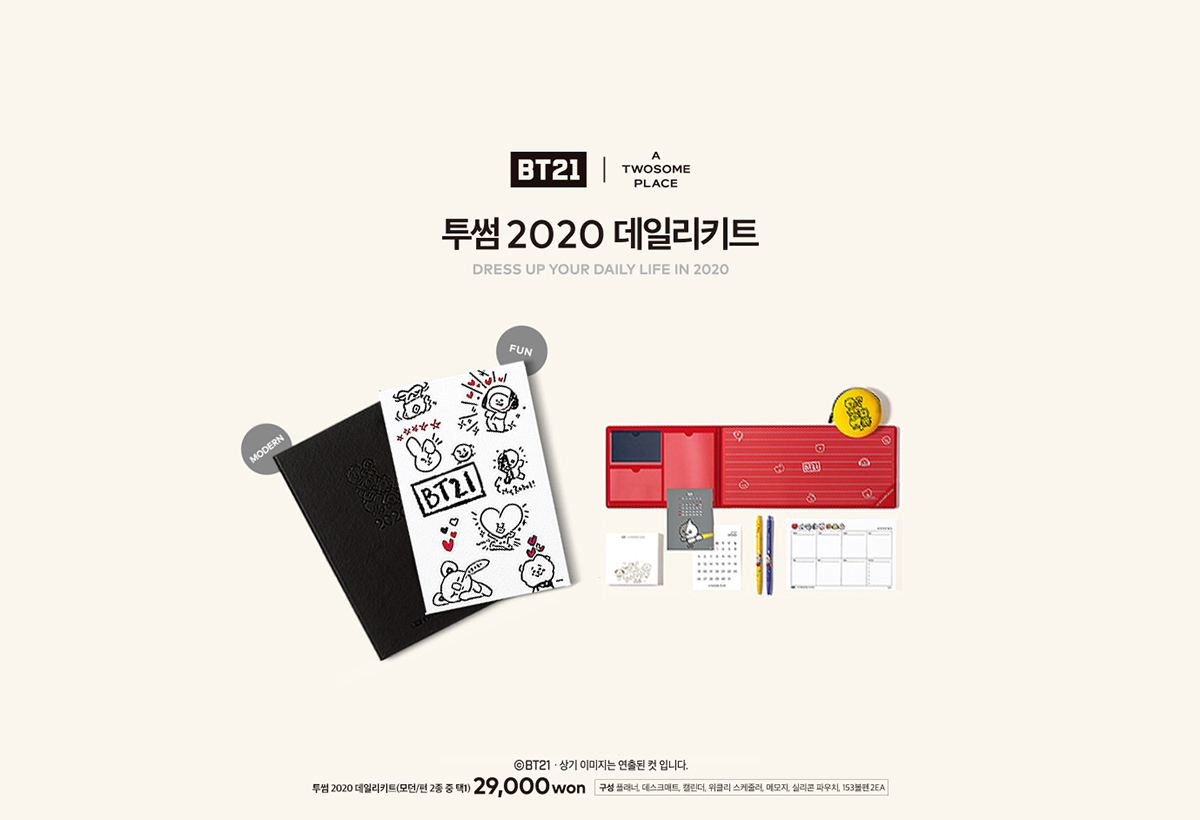 BT21
A
TWOSOME
PLACE
투썸 2020 데일리키트
DRESS UP YOUR DAILY LIFE IN 2020
FUN
MODERN
BT21
BT21
ⓒBT21 · 상기 이미지는 연출된 컷 입니다.
투썸 2020 데일리키트(모던/펀 2종 중 택1) 29,000won 구성 플래너, 데스크매트, 캘린더, 위클리 스케줄러, 메모지, 실리콘 파우치, 153볼펜 2EA